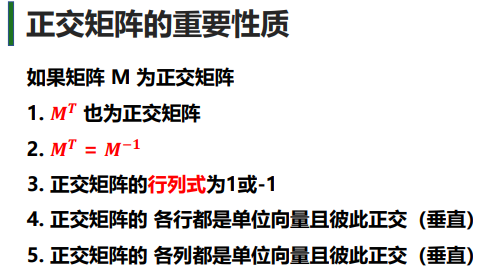 正交矩阵的重要性质
如果矩阵 M 为正交矩阵
1. Mᵀ 也为正交矩阵
2. Mᵀ = M⁻¹
3. 正交矩阵的行列式为1或-1
4. 正交矩阵的 各行都是单位向量且彼此正交（垂直）
5. 正交矩阵的 各列都是单位向量且彼此正交（垂直）